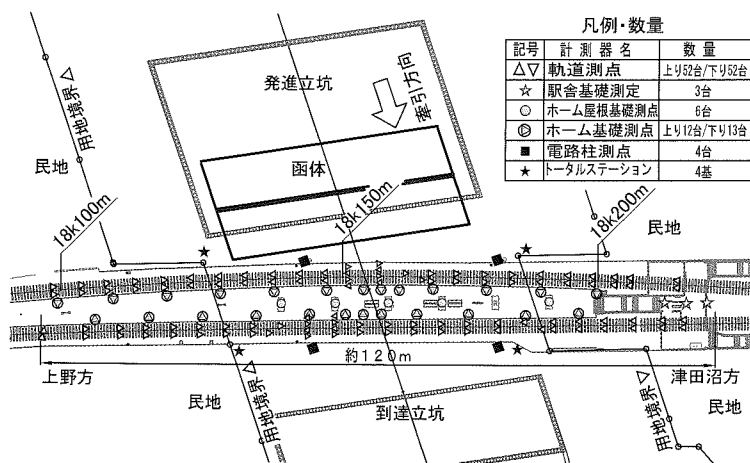 凡例・数量
記号 計測器名 数量
△▽ 軌道測点 上り52台/下り52台
☆ 駅舎基礎測定 3台
ホーム屋根基礎測点 6台
ホーム基礎測点 上り12台/下り13台
■ 電路柱測点 4台
★ トータルステーション 4基
発進立坑
牽引方向
函体
用地境界
民地
18k100m
18k150m
18k200m
民地
約120m
上野方
津田沼方
民地
用地境界
到達立坑
用地境界
民地